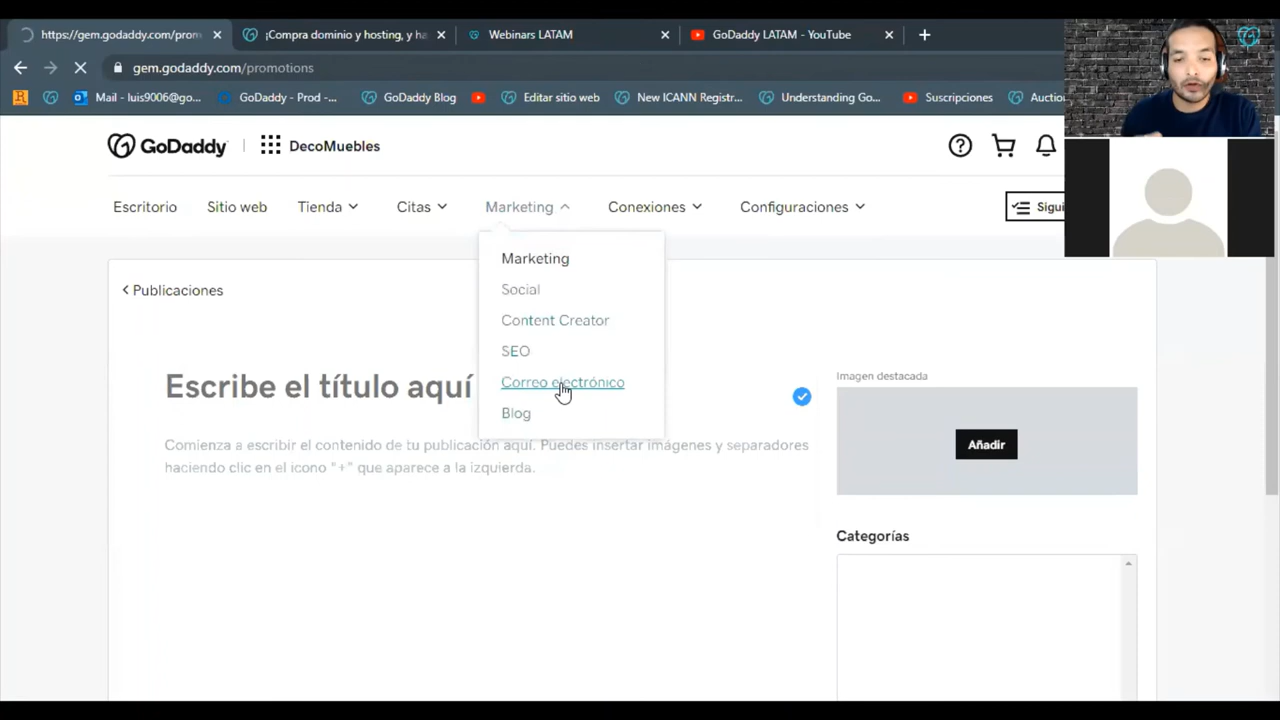 https://gem.godaddy.com/prom
¡Compra dominio y hosting, y
Webinars LATAM
GoDaddy LATAM - YouTube
gem.godaddy.com/promotions
Mail - luis9006@go...
GoDaddy - Prod -...
GoDaddy Blog
Editar sitio web
New ICANN Registr...
Understanding Go...
Suscripciones
Auction
GoDaddy
DecoMuebles
Escritorio
Sitio web
Tienda
Citas
Marketing
Conexiones
Configuraciones
Sigui
Marketing
Social
Content Creator
SEO
Correo electrónico
Blog
< Publicaciones
Escribe el título aquí
Comienza a escribir el contenido de tu publicación aquí. Puedes insertar imágenes y separadores
haciendo clic en el icono "+" que aparece a la izquierda.
Imagen destacada
Añadir
Categorías